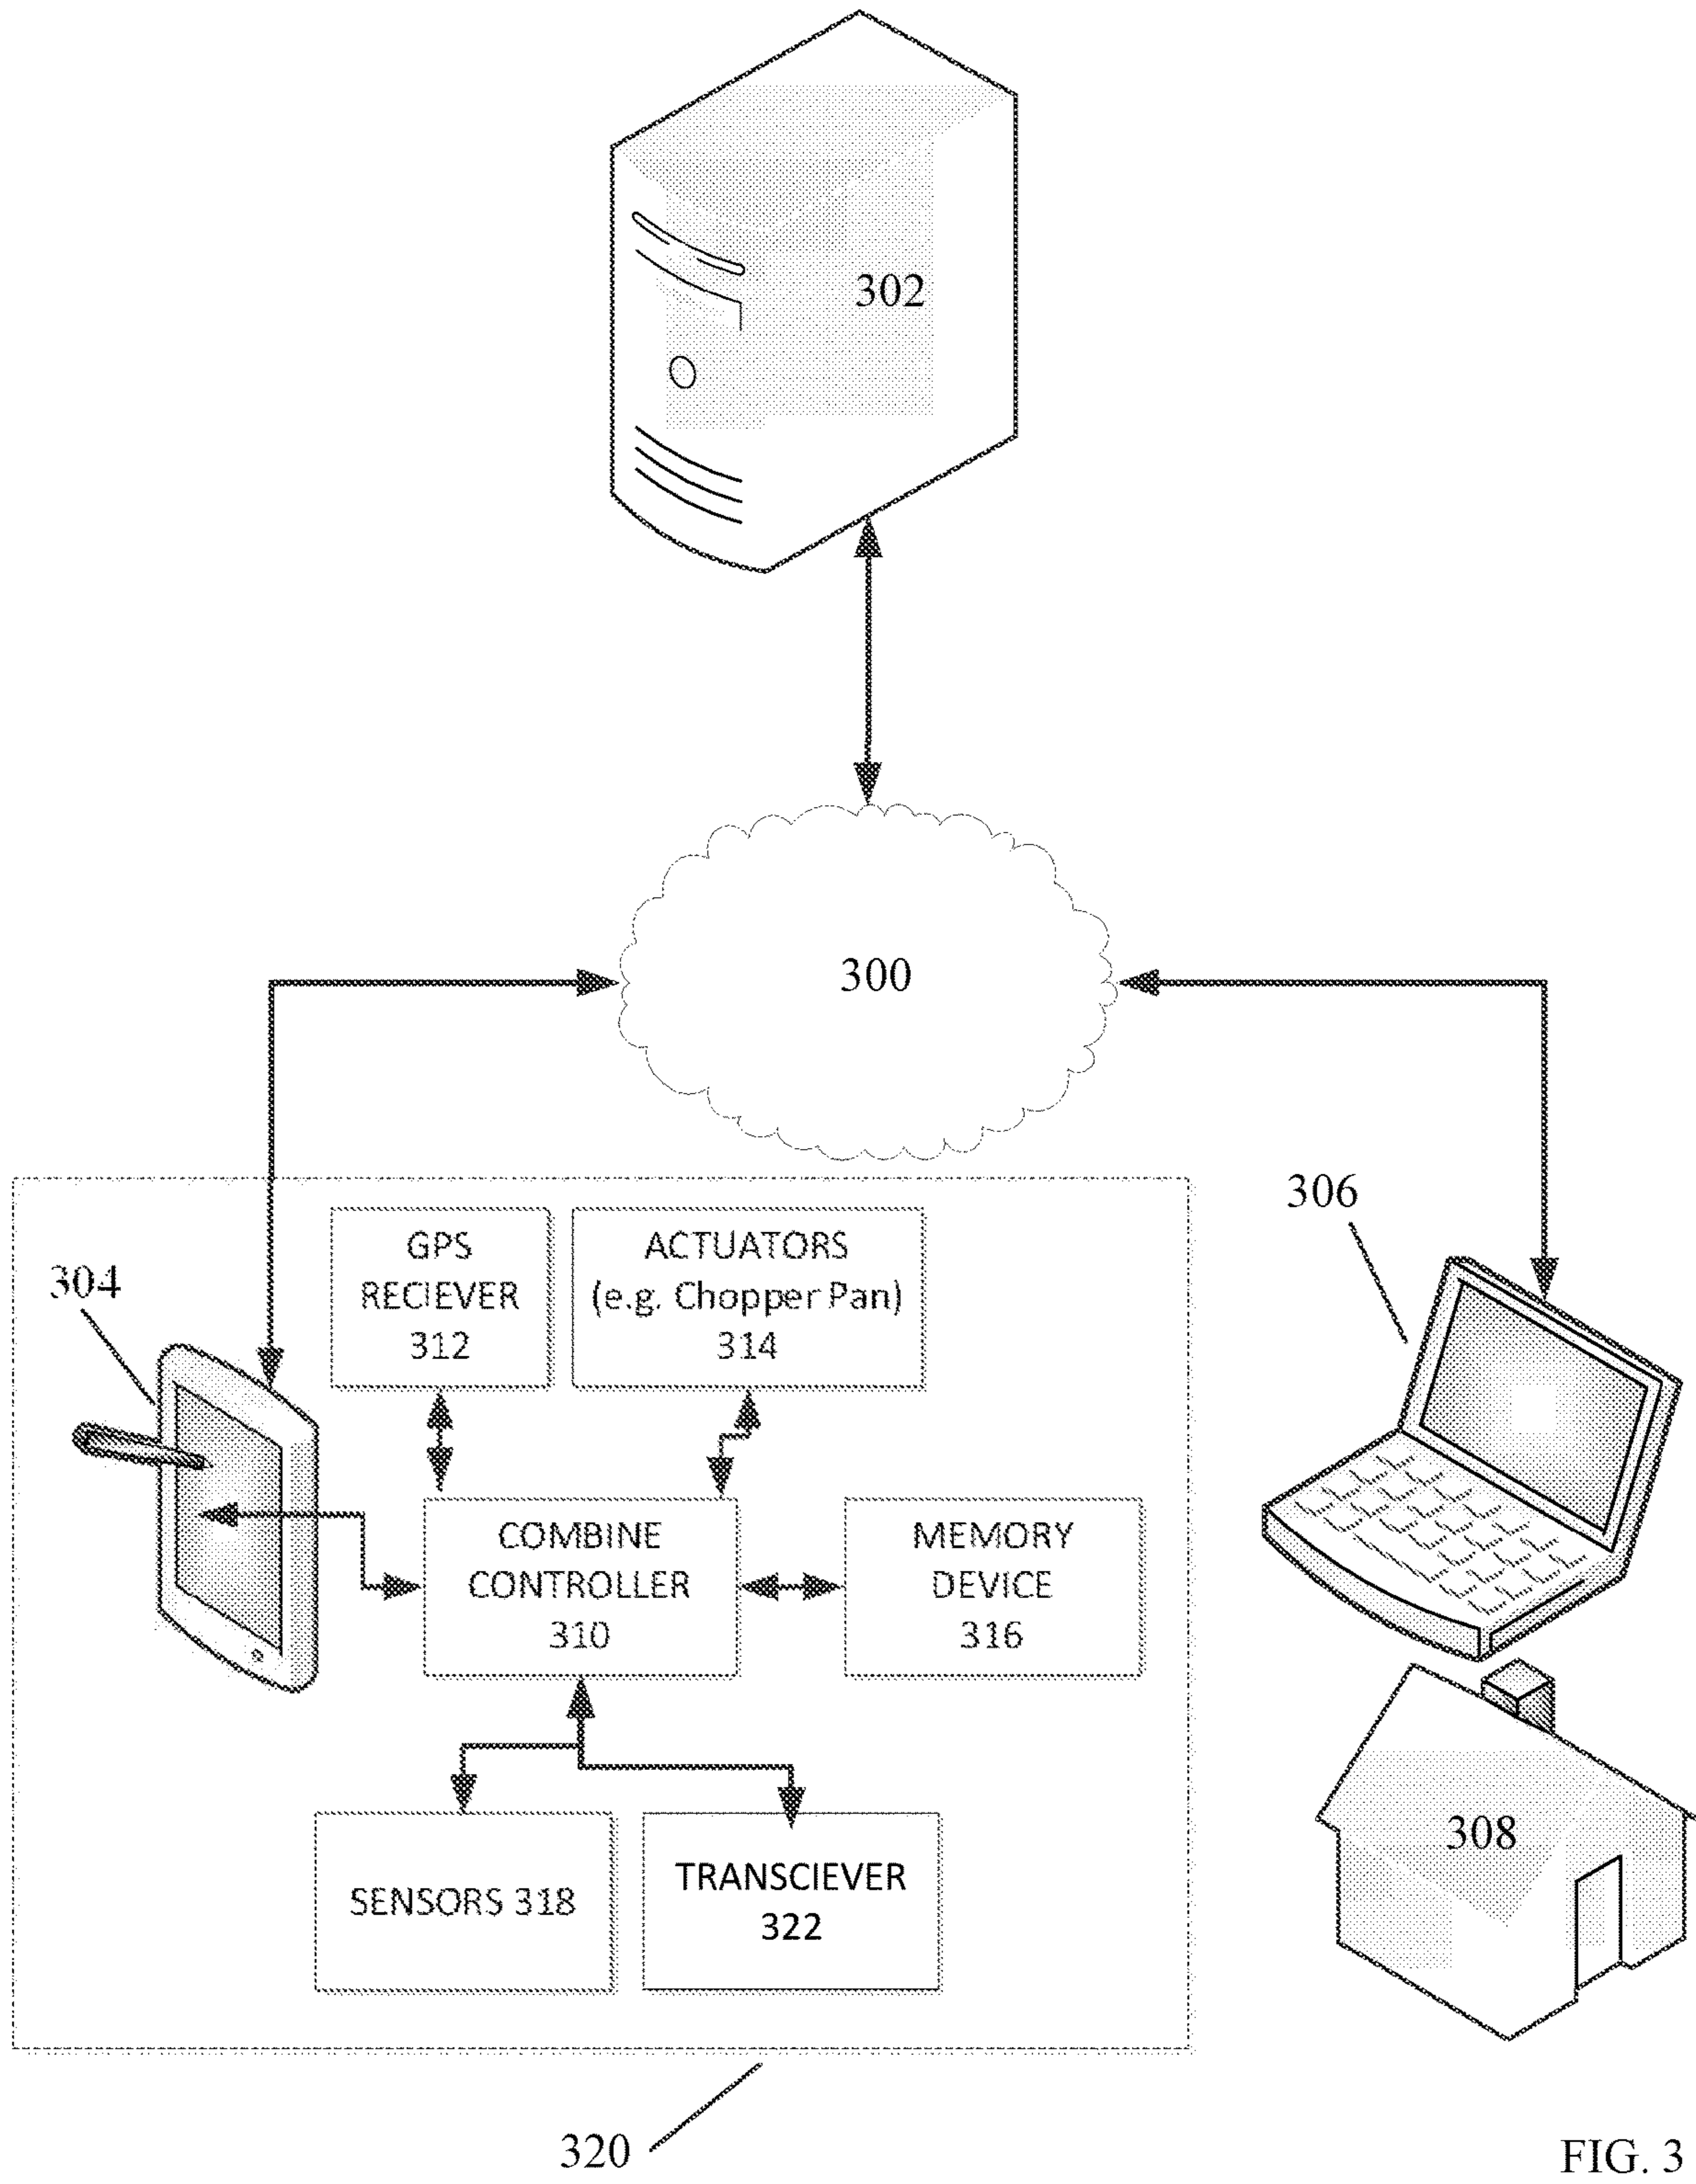 302
300
306
304
GPS
RECIEVER
312
ACTUATORS
(e.g. Chopper Pan)
314
COMBINE
CONTROLLER
310
MEMORY
DEVICE
316
308
SENSORS 318
TRANSCIEVER
322
320
FIG. 3